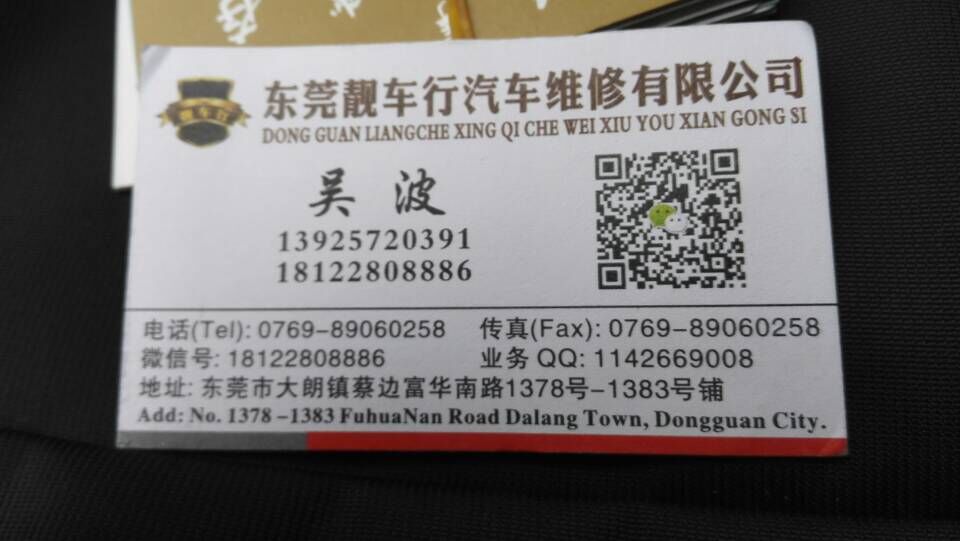 靓车行
东莞靓车行汽车维修有限公司
DONG GUAN LIANGCHE XING QI CHE WEI XIU YOU XIAN GONG SI
吴波
13925720391
18122808886
电话(Tel): 0769-89060258 传真(Fax): 0769-89060258
微信号: 18122808886 业务 QQ: 1142669008
地址: 东莞市大朗镇蔡边富华南路1378号-1383号铺
Add: No. 1378-1383 FuhuaNan Road Dalang Town, Dongguan City.